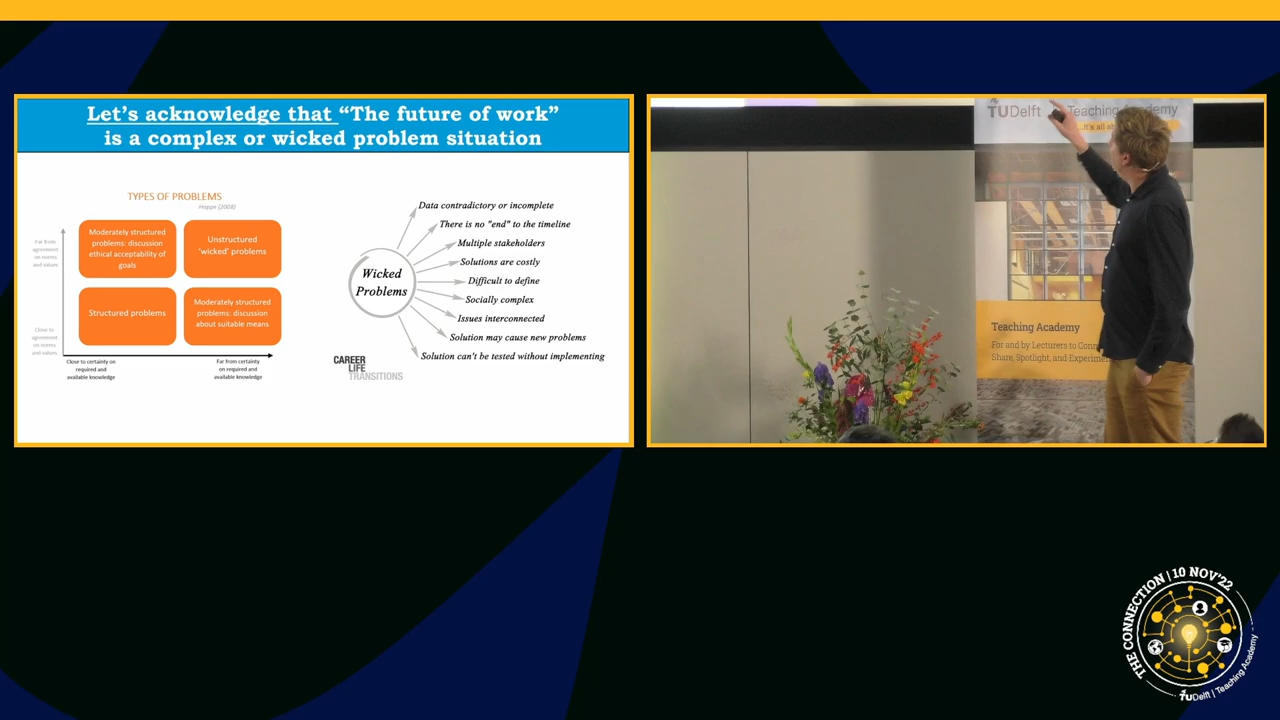 Let's acknowledge that “The future of work”
is a complex or wicked problem situation
TYPES OF PROBLEMS
Hoppe (2008)
Far from
agreement
on norms
and values
Close to
agreement
on norms
and values
Moderately structured
problems: discussion
ethical acceptability of
goals
Unstructured
'wicked' problems
Structured problems
Moderately structured
problems: discussion
about suitable means
Close to certainty on
required and
available knowledge
Far from certainty
on required and
available knowledge
Wicked
Problems
Data contradictory or incomplete
There is no "end" to the timeline
Multiple stakeholders
Solutions are costly
Difficult to define
Socially complex
Issues interconnected
Solution may cause new problems
Solution can't be tested without implementing
CAREER
LIFE
TRANSITIONS
TUDelft
Teaching Academy
...it's all
Teaching Academy
For and by Lecturers to
Share, Spotlight, and
THE CONNECTION | 10 NOV'22
TUDelft | Teaching Academy